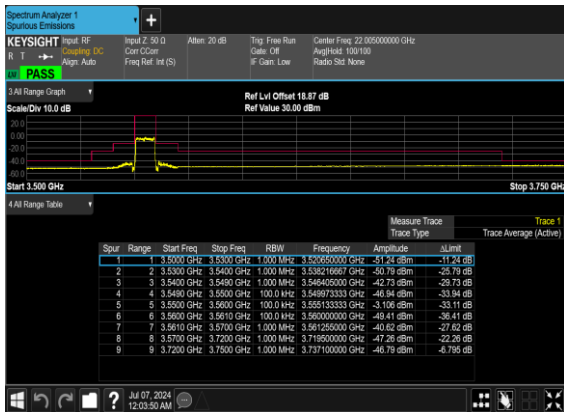 Spectrum Analyzer 1
Spurious Emissions
KEYSIGHT Input: RF Input Z: 50 Ω Atten: 20 dB Trig: Free Run Center Freq: 22.005000000 GHz
R T Coupling: DC Corr CCorr Gate: Off Avg|Hold: 100/100
Align: Auto Freq Ref: Int (S) IF Gain: Low Radio Std: None
PASS
3 All Range Graph
Ref Lvl Offset 18.87 dB
Scale/Div 10.0 dB Ref Value 30.00 dBm
20.0
0.00
-20.0
-40.0
-60.0
Start 3.500 GHz Stop 3.750 GHz
4 All Range Table
Measure Trace Trace 1
Trace Type Trace Average (Active)
Spur Range Start Freq Stop Freq RBW Frequency Amplitude ΔLimit
1 1 3.5000 GHz 3.5300 GHz 1.000 MHz 3.520650000 GHz -51.24 dBm -11.24 dB
2 2 3.5300 GHz 3.5400 GHz 1.000 MHz 3.538216667 GHz -50.79 dBm -25.79 dB
3 3 3.5400 GHz 3.5490 GHz 1.000 MHz 3.546405000 GHz -42.73 dBm -29.73 dB
4 4 3.5490 GHz 3.5500 GHz 100.0 kHz 3.549973333 GHz -46.94 dBm -33.94 dB
5 5 3.5500 GHz 3.5600 GHz 100.0 kHz 3.555133333 GHz -3.106 dBm -33.11 dB
6 6 3.5600 GHz 3.5610 GHz 100.0 kHz 3.560000000 GHz -49.41 dBm -36.41 dB
7 7 3.5610 GHz 3.5700 GHz 1.000 MHz 3.561255000 GHz -40.62 dBm -27.62 dB
8 8 3.5700 GHz 3.7200 GHz 1.000 MHz 3.719500000 GHz -47.26 dBm -22.26 dB
9 9 3.7200 GHz 3.7500 GHz 1.000 MHz 3.737100000 GHz -46.79 dBm -6.795 dB
? Jul 07, 2024
12:03:50 AM